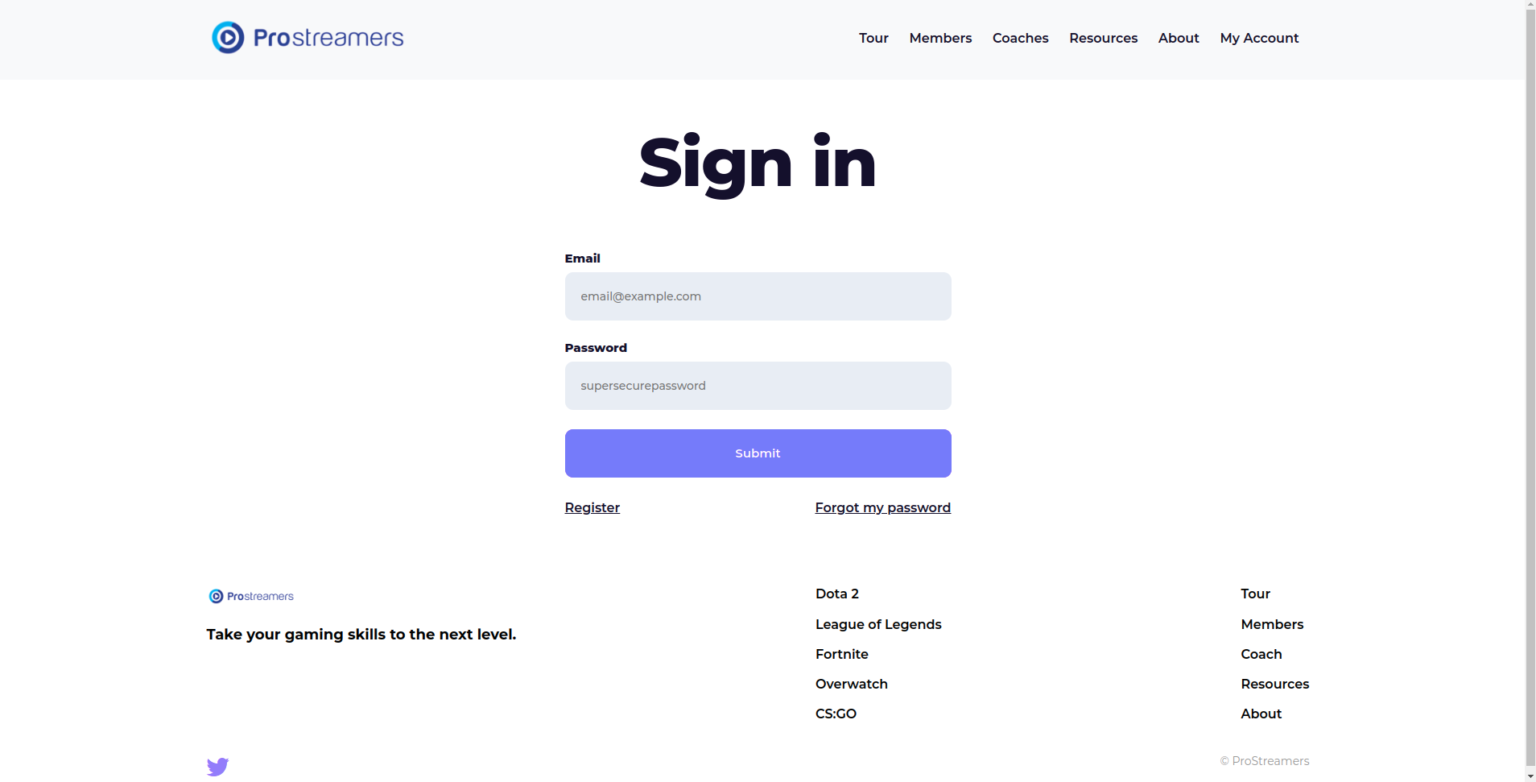 Prostreamers
Tour Members Coaches Resources About My Account
Sign in
Email
email@example.com
Password
supersecurepassword
Submit
Register Forgot my password
Prostreamers
Take your gaming skills to the next level.
Dota 2
League of Legends
Fortnite
Overwatch
CS:GO
Tour
Members
Coach
Resources
About
© ProStreamers